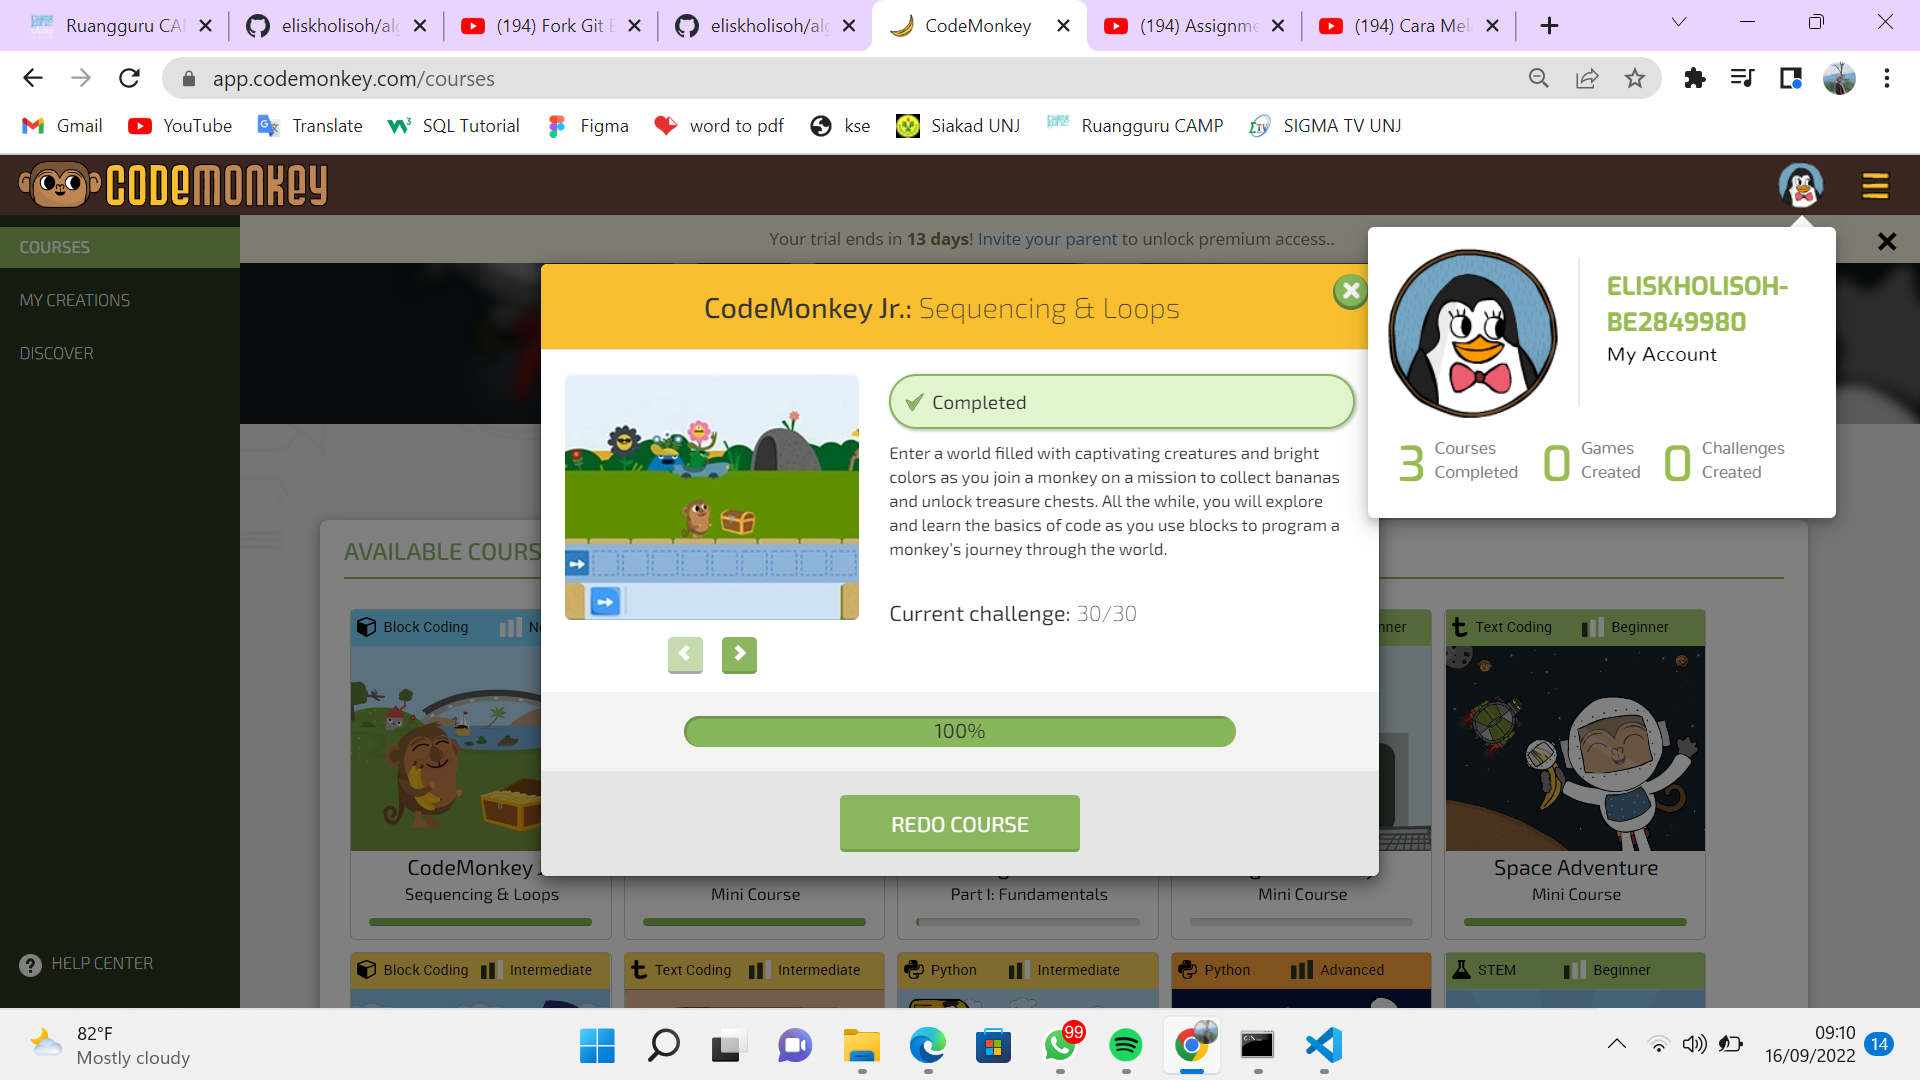 Ruangguru CA
eliskholisoh/alg
(194) Fork Git
eliskholisoh/alg
CodeMonkey
(194) Assignme
(194) Cara Mel
app.codemonkey.com/courses
Gmail
YouTube
Translate
SQL Tutorial
Figma
word to pdf
kse
Siakad UNJ
Ruangguru CAMP
SIGMA TV UNJ
CODEMONKEY
COURSES
MY CREATIONS
DISCOVER
HELP CENTER
Your trial ends in 13 days! Invite your parent to unlock premium access..
ELISKHOLISOH-
BE2849980
My Account
3 Courses Completed
0 Games Created
0 Challenges Created
CodeMonkey Jr.: Sequencing & Loops
Completed
Enter a world filled with captivating creatures and bright
colors as you join a monkey on a mission to collect bananas
and unlock treasure chests. All the while, you will explore
and learn the basics of code as you use blocks to program a
monkey's journey through the world.
Current challenge: 30/30
100%
REDO COURSE
AVAILABLE COURS
Block Coding
Text Coding
Beginner
CodeMonkey
Sequencing & Loops
Mini Course
Part I: Fundamentals
Mini Course
Space Adventure
Mini Course
Block Coding
Intermediate
Text Coding
Intermediate
Python
Intermediate
Python
Advanced
STEM
Beginner
82°F
Mostly cloudy
99
09:10
16/09/2022
14